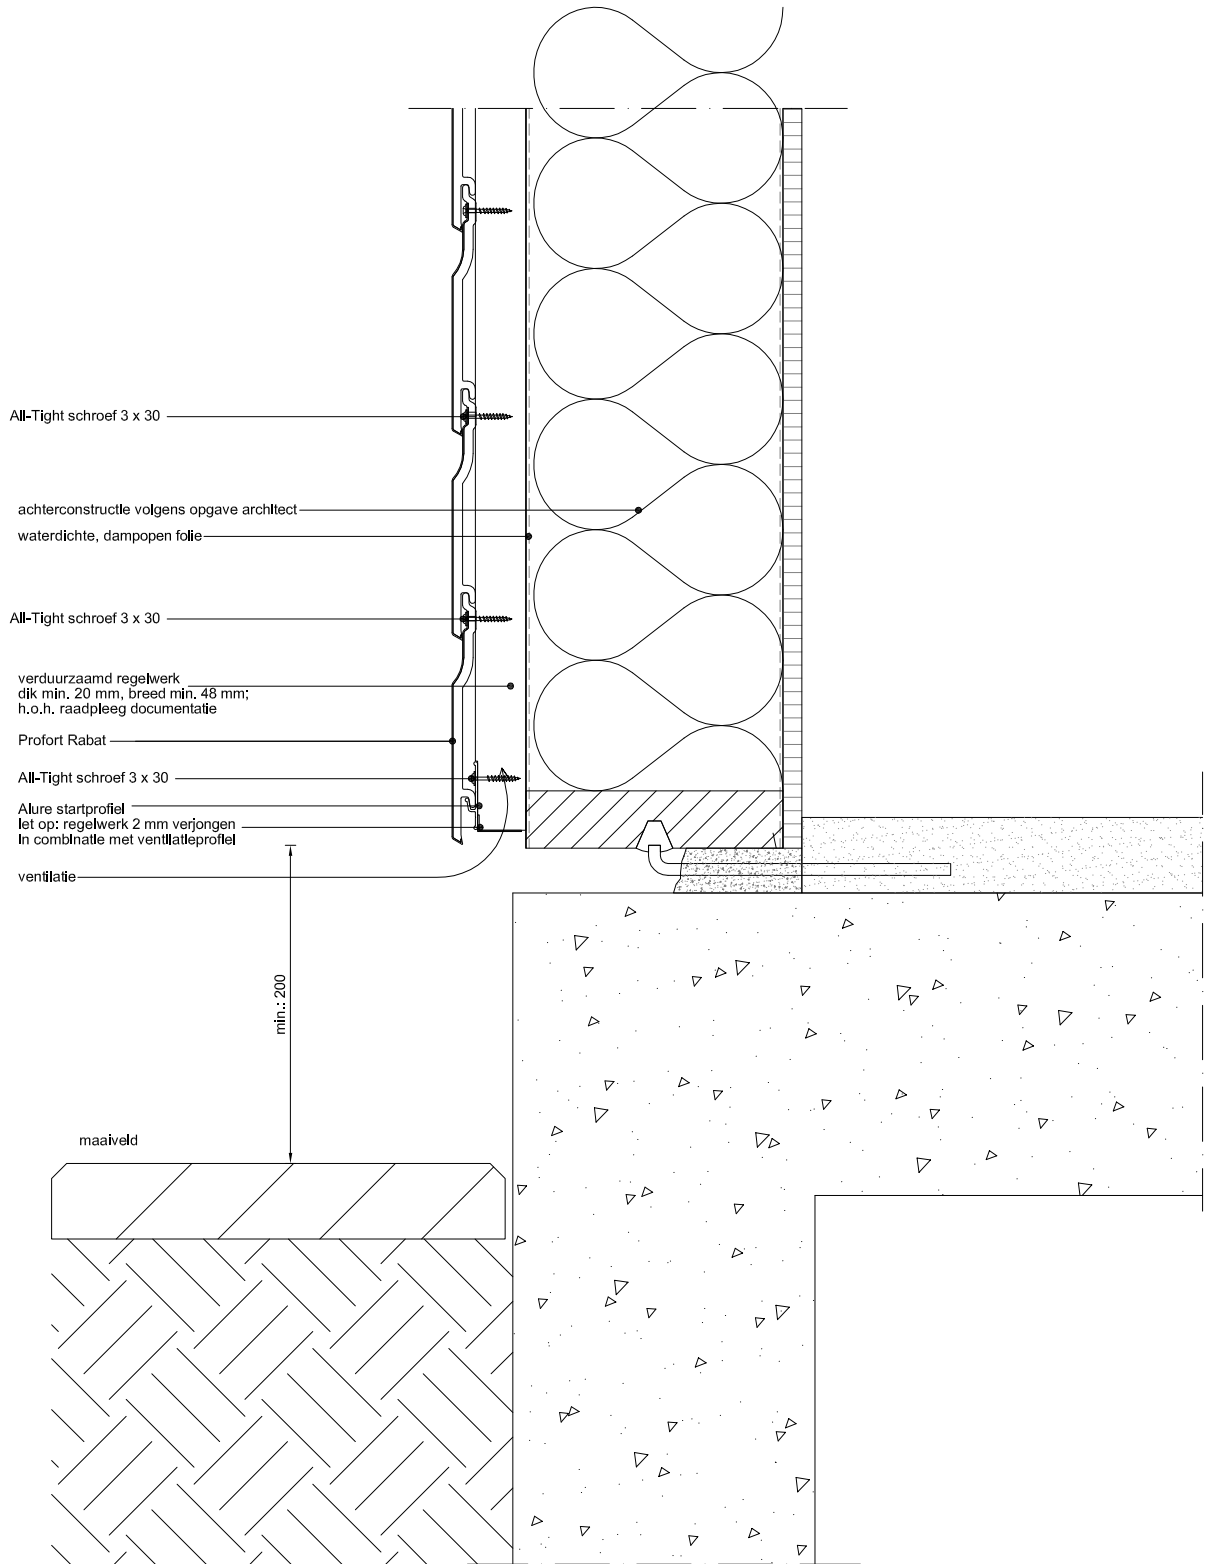 All-Tight schroef 3 x 30
achterconstructie volgens opgave architect
waterdichte, dampopen folie
All-Tight schroef 3 x 30
verduurzaamd regelwerk
dik min. 20 mm, breed min. 48 mm;
h.o.h. raadpleeg documentatie
Profort Rabat
All-Tight schroef 3 x 30
Alure startprofiel
let op: regelwerk 2 mm verjongen
in combinatie met ventilatieprofiel
ventilatie
min.: 200
maaiveld